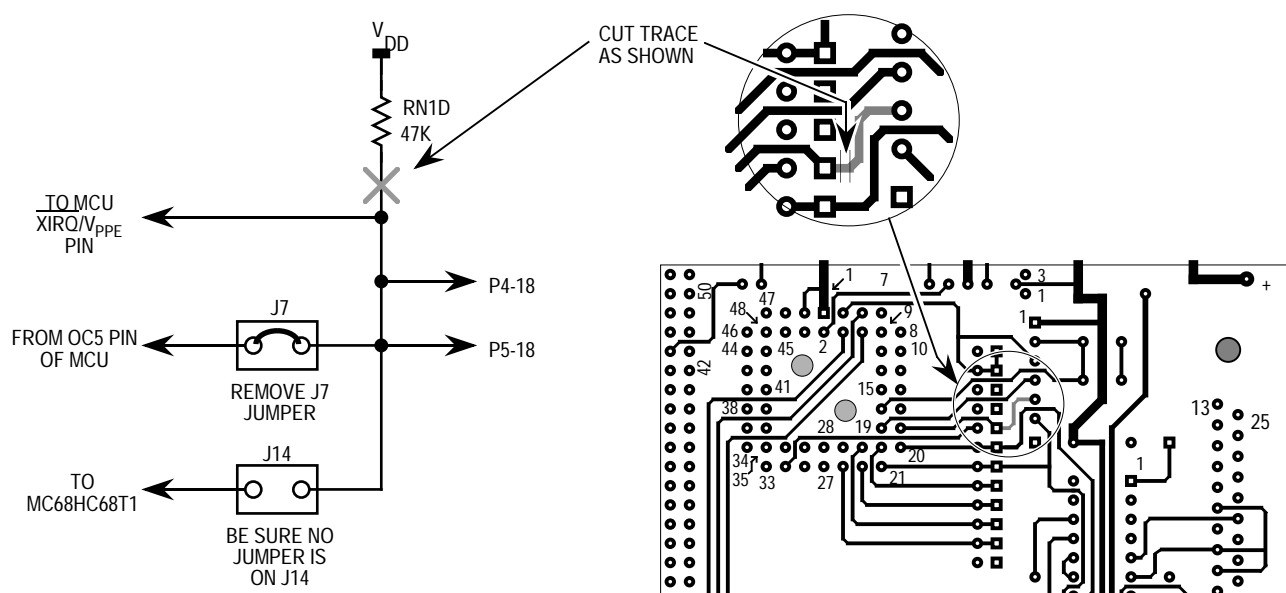 V
DD
RN1D
47K
CUT TRACE
AS SHOWN
TO MCU
XIRQ/VPPE
PIN
P4-18
J7
FROM OC5 PIN
OF MCU
P5-18
REMOVE J7
JUMPER
J14
TO
MC68HC68T1
BE SURE NO
JUMPER IS
ON J14
50
47
1
7
3
1
+
48
9
1
46
45
2
8
44
10
42
41
15
38
13
25
28
19
34
20
1
35
33
27
21